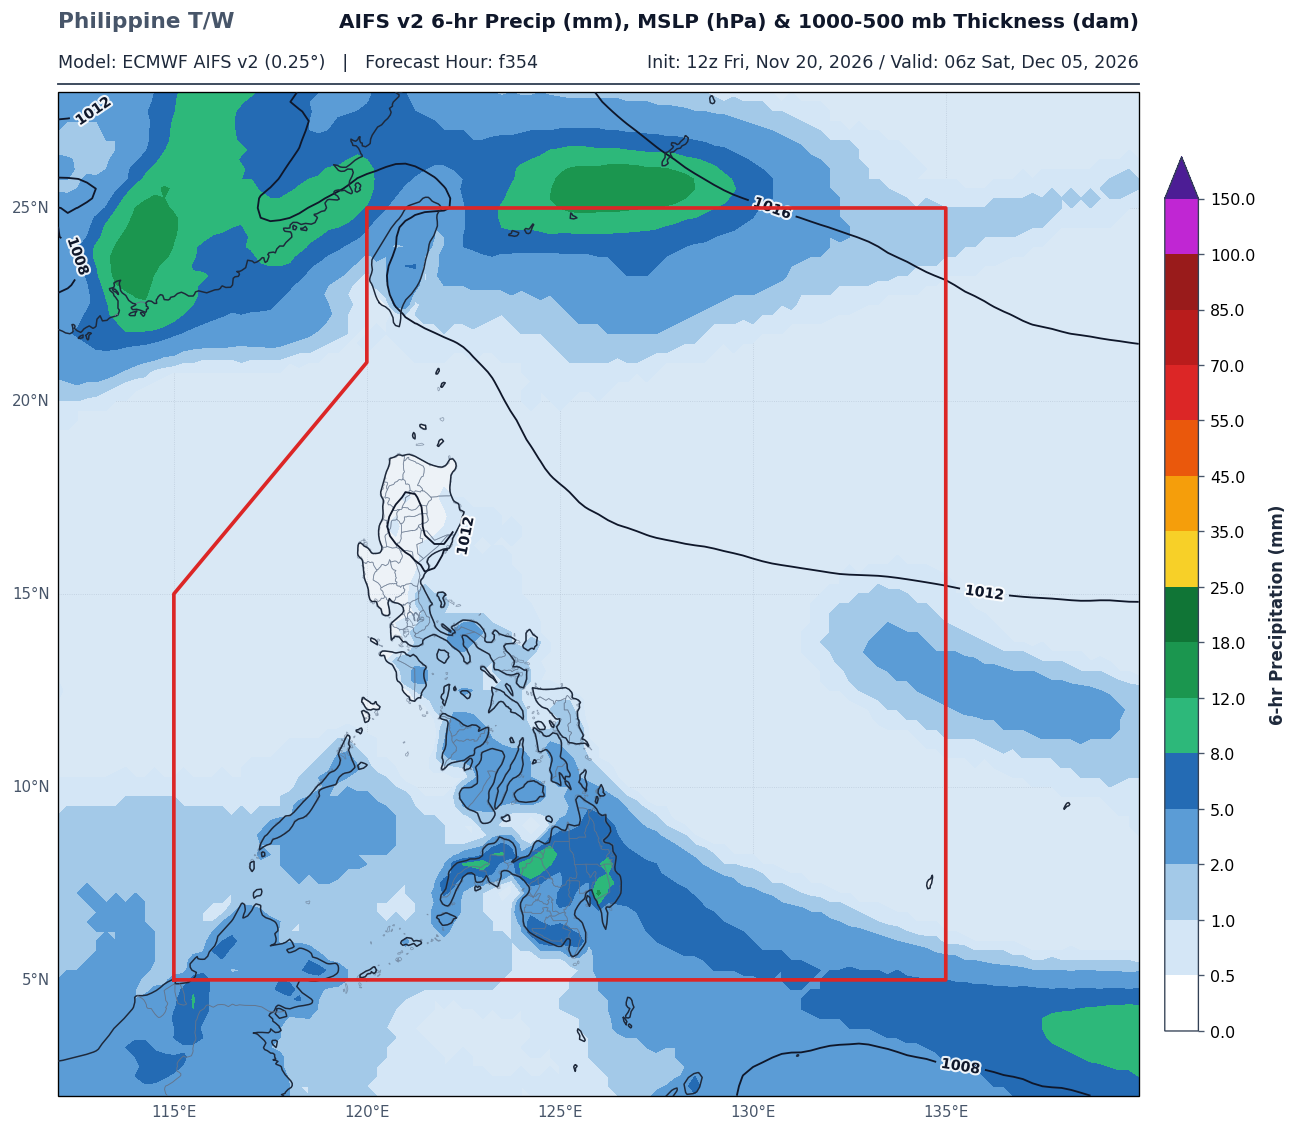 Philippine T/W
AIFS v2 6-hr Precip (mm), MSLP (hPa) & 1000-500 mb Thickness (dam)
Model: ECMWF AIFS v2 (0.25°) | Forecast Hour: f354
Init: 12z Fri, Nov 20, 2026 / Valid: 06z Sat, Dec 05, 2026
1012
1008
1016
1012
1012
1008
25°N
20°N
15°N
10°N
5°N
115°E
120°E
125°E
130°E
135°E
150.0
100.0
85.0
70.0
55.0
45.0
35.0
25.0
18.0
12.0
8.0
5.0
2.0
1.0
0.5
0.0
6-hr Precipitation (mm)